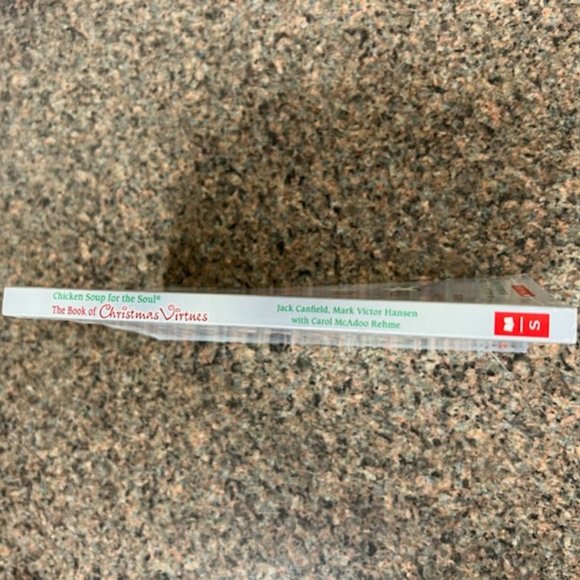 Chicken Soup for the Soul®
The Book of Christmas Virtues
Jack Canfield, Mark Victor Hansen
with Carol McAdoo Rehme
S